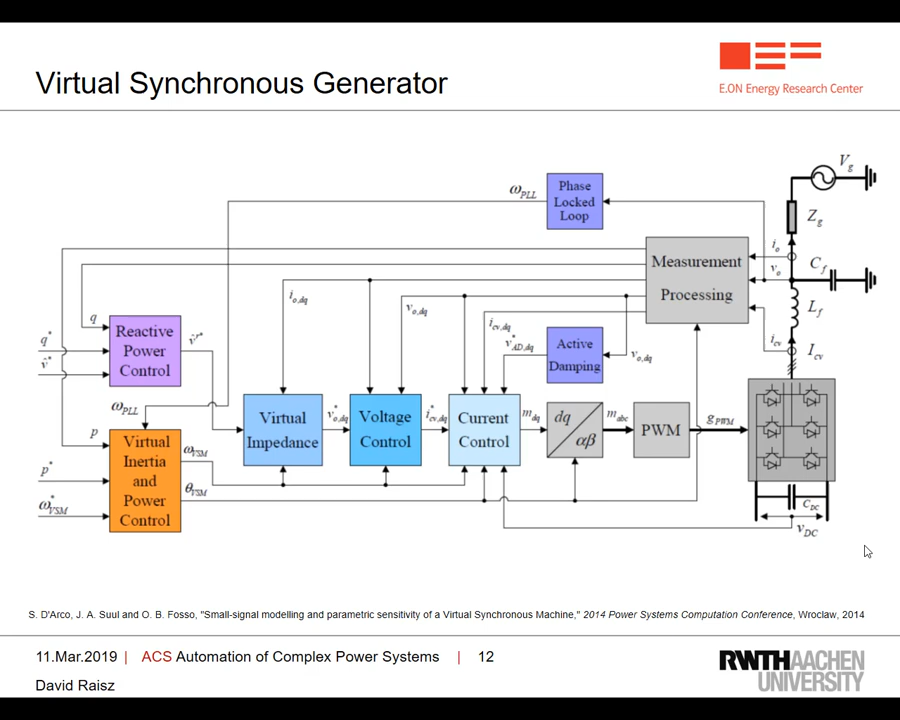 Virtual Synchronous Generator
E.ON Energy Research Center
V_g
ω_PLL
Phase
Locked
Loop
Z_g
i_o
v_o
C_f
Measurement
Processing
i_o,dq
v_o,dq
i_cv,dq
v*_AD,dq
Active
Damping
v_o,dq
L_f
i_cv
I_cv
q
q*
v̂*
Reactive
Power
Control
v̂^r*
ω_PLL
Virtual
Impedance
v*_o,dq
Voltage
Control
i*_cv,dq
Current
Control
m_dq
dq
αβ
m_abc
PWM
g_PWM
p
p*
ω*_VSM
Virtual
Inertia
and
Power
Control
ω_VSM
θ_VSM
C_DC
v_DC
S. D'Arco, J. A. Suul and O. B. Fosso, "Small-signal modelling and parametric sensitivity of a Virtual Synchronous Machine," 2014 Power Systems Computation Conference, Wroclaw, 2014
11.Mar.2019 | ACS Automation of Complex Power Systems | 12
David Raisz
RWTHAACHEN
UNIVERSITY